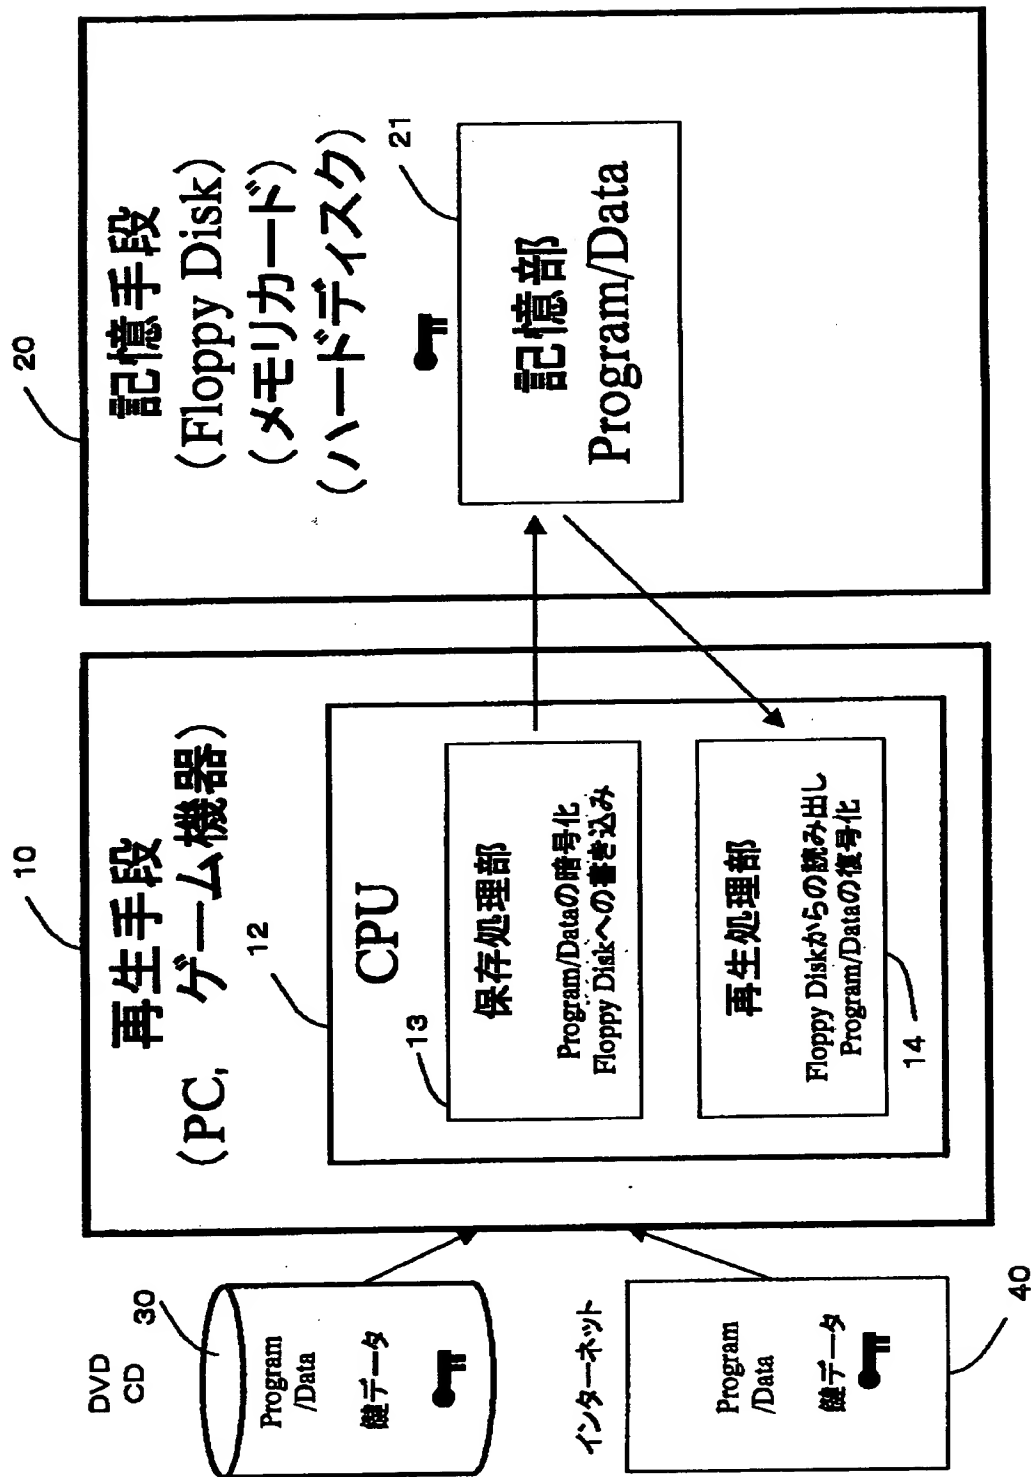 DVD
CD
30
Program
/Data
鍵データ
インターネット
Program
/Data
鍵データ
40
10
再生手段
(PC, ゲーム機器)
12
CPU
13
保存処理部
Program/Dataの暗号化
Floppy Diskへの書き込み
再生処理部
Floppy Diskからの読み出し
Program/Dataの復号化
14
20
記憶手段
(Floppy Disk)
(メモリカード)
(ハードディスク)
21
記憶部
Program/Data